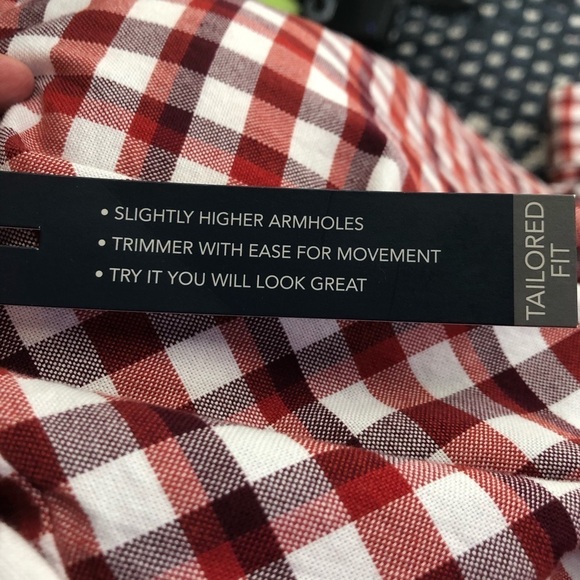 • SLIGHTLY HIGHER ARMHOLES
• TRIMMER WITH EASE FOR MOVEMENT
• TRY IT YOU WILL LOOK GREAT
TAILORED
FIT